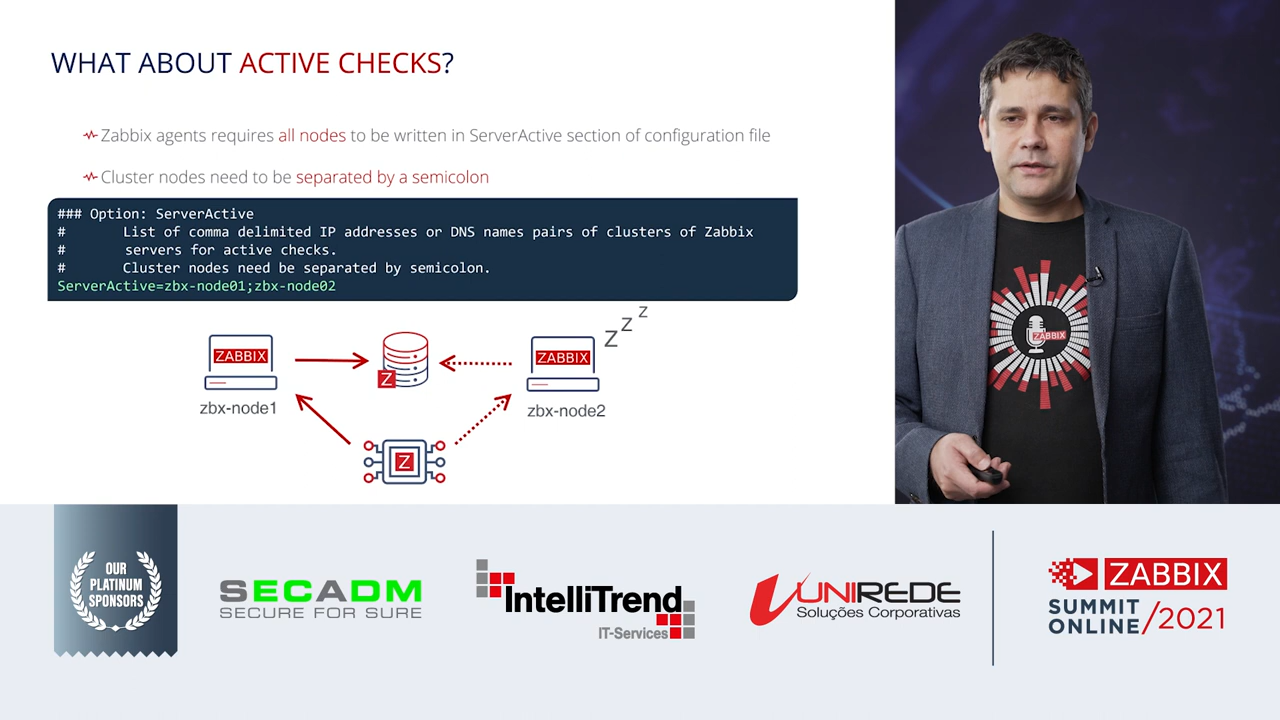 WHAT ABOUT ACTIVE CHECKS?
Zabbix agents requires all nodes to be written in ServerActive section of configuration file
Cluster nodes need to be separated by a semicolon
### Option: ServerActive
# List of comma delimited IP addresses or DNS names pairs of clusters of Zabbix
# servers for active checks.
# Cluster nodes need be separated by semicolon.
ServerActive=zbx-node01;zbx-node02
z
z
z
ZABBIX
Z
ZABBIX
zbx-node1
zbx-node2
Z
ZABBIX
OUR
PLATINUM
SPONSORS
SECADM
SECURE FOR SURE
IntelliTrend
IT-Services
UNIREDE
Soluções Corporativas
ZABBIX
SUMMIT
ONLINE/2021